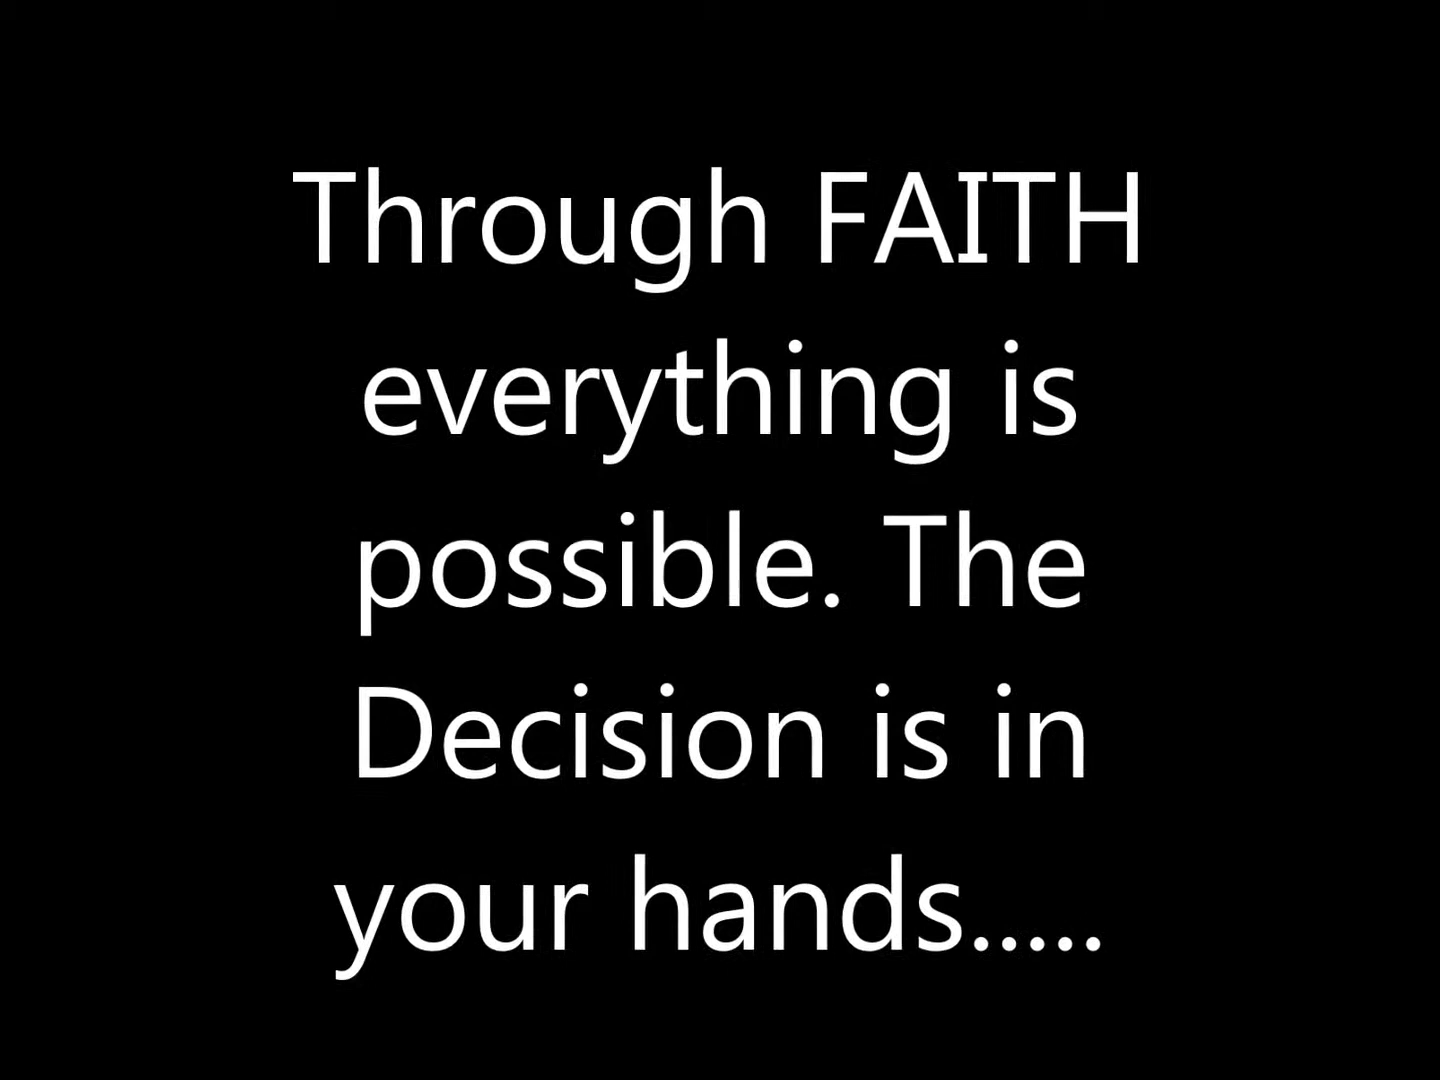 Through FAITH
everything is
possible. The
Decision is in
your hands.....